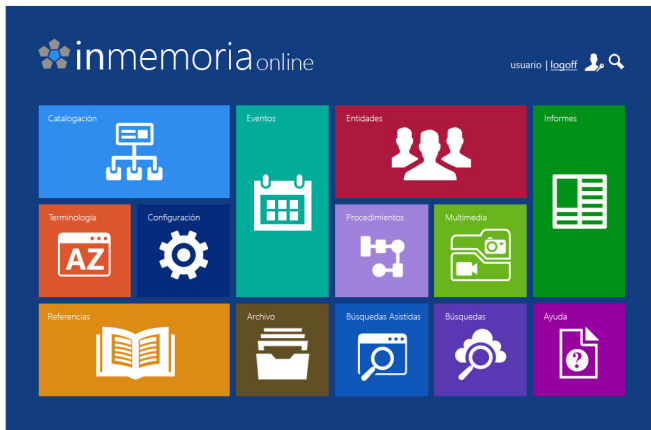 inmemoria online
usuario | logoff
Catalogación
Eventos
Entidades
Informes
Terminología
Configuración
Procedimientos
Multimedia
AZ
Referencias
Archivo
Búsquedas Asistidas
Búsquedas
Ayuda
?